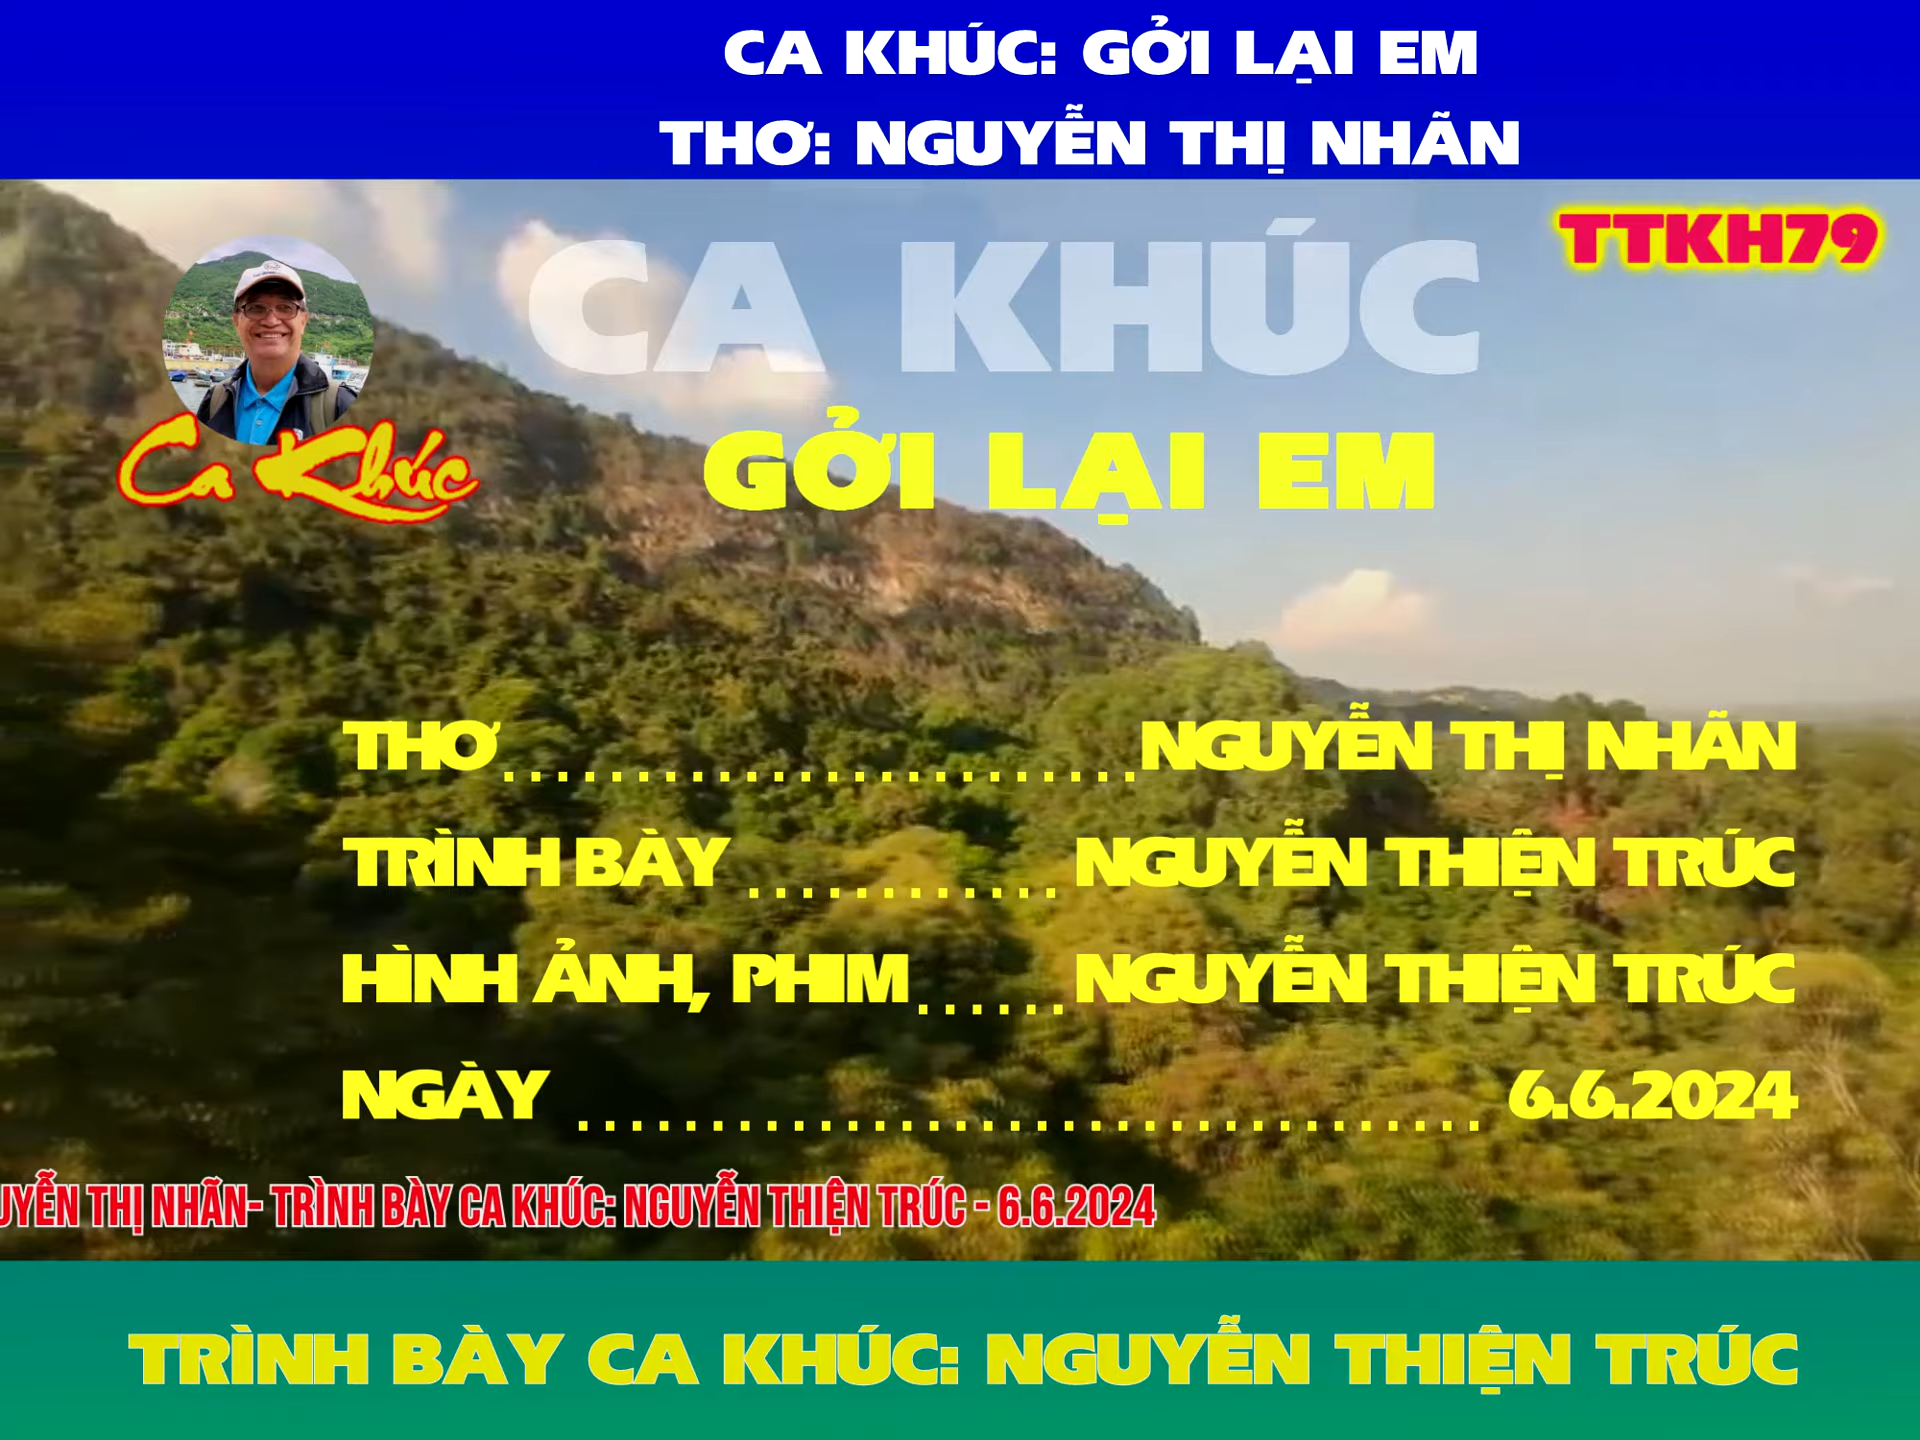 CA KHÚC: GỞI LẠI EM
THƠ: NGUYỄN THỊ NHÃN
TTKH79
CA KHÚC
Ca Khúc
GỞI LẠI EM
THƠ........................NGUYỄN THỊ NHÃN
TRÌNH BÀY ............ NGUYỄN THIỆN TRÚC
HÌNH ẢNH, PHIM......NGUYỄN THIỆN TRÚC
NGÀY .................................. 6.6.2024
UYỄN THỊ NHÃN- TRÌNH BÀY CA KHÚC: NGUYỄN THIỆN TRÚC - 6.6.2024
TRÌNH BÀY CA KHÚC: NGUYỄN THIỆN TRÚC